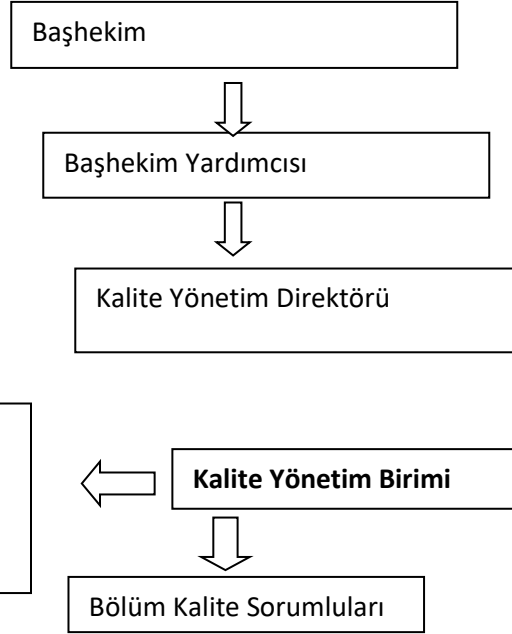 Başhekim
Başhekim Yardımcısı
Kalite Yönetim Direktörü
Kalite Yönetim Birimi
Bölüm Kalite Sorumluları